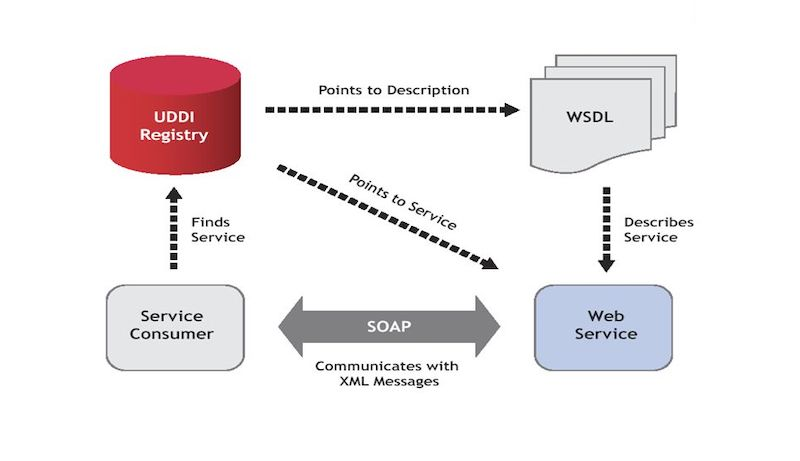 UDDI
Registry
Points to Description
WSDL
Points to Service
Finds
Service
Describes
Service
Service
Consumer
SOAP
Web
Service
Communicates with
XML Messages